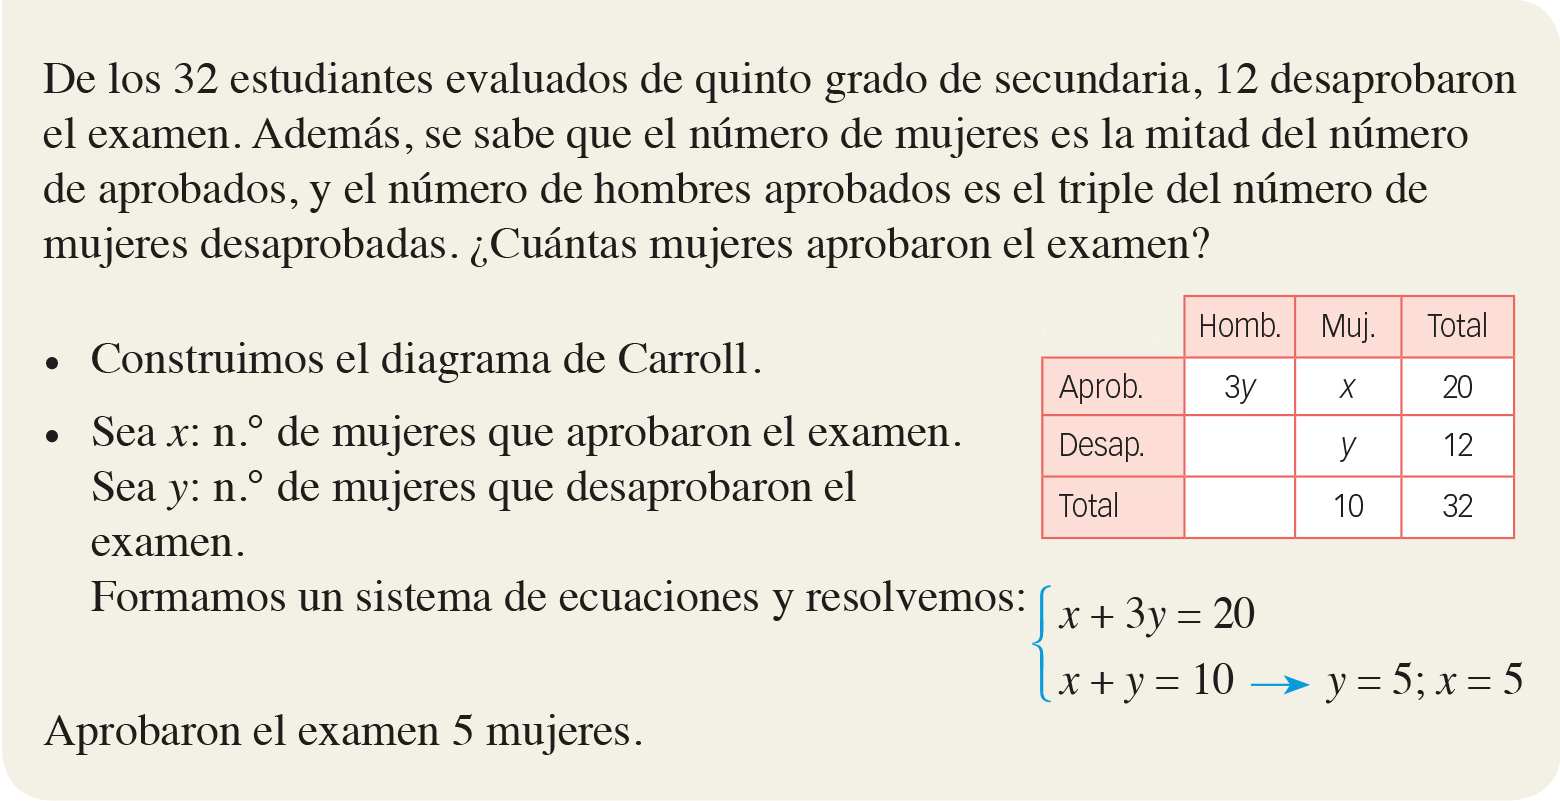 De los 32 estudiantes evaluados de quinto grado de secundaria, 12 desaprobaron
el examen. Además, se sabe que el número de mujeres es la mitad del número
de aprobados, y el número de hombres aprobados es el triple del número de
mujeres desaprobadas. ¿Cuántas mujeres aprobaron el examen?
• Construimos el diagrama de Carroll.
• Sea x: n.° de mujeres que aprobaron el examen.
Sea y: n.° de mujeres que desaprobaron el
examen.
Formamos un sistema de ecuaciones y resolvemos:
Homb. Muj. Total
Aprob. 3y x 20
Desap. y 12
Total 10 32
x + 3y = 20
x + y = 10 → y = 5; x = 5
Aprobaron el examen 5 mujeres.